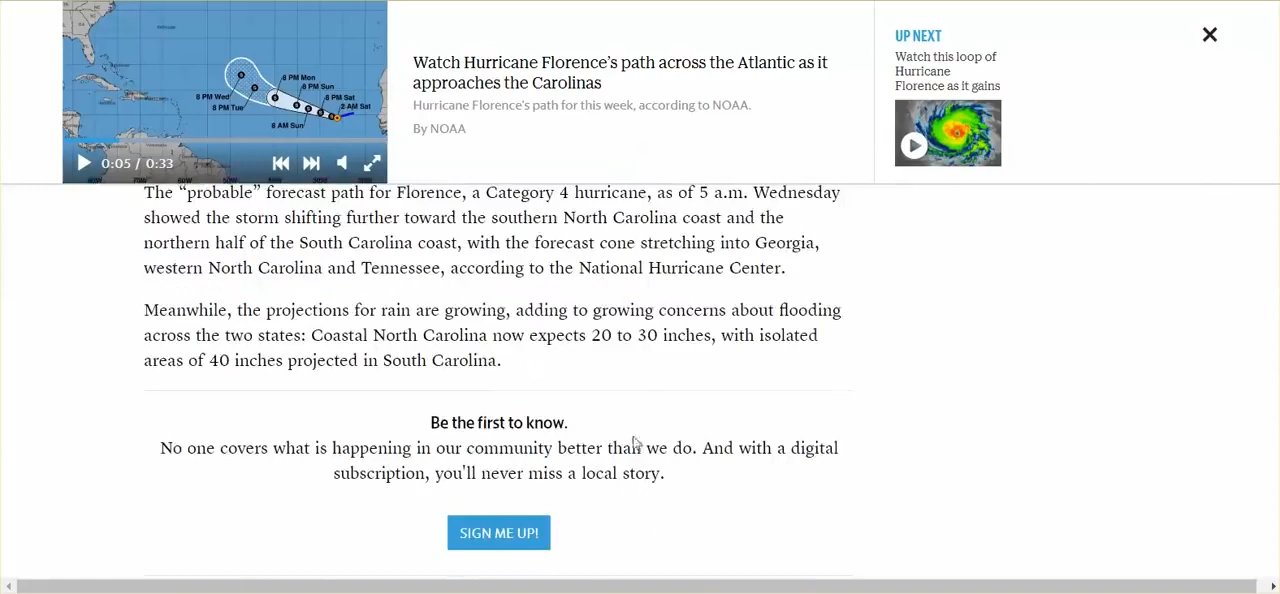 8 PM Mon
8 PM Sun
8 PM Wed
8 PM Sat
8 PM Tue
2 AM Sat
8 AM Sun
0:05 / 0:33
Watch Hurricane Florence's path across the Atlantic as it
approaches the Carolinas
Hurricane Florence's path for this week, according to NOAA.
By NOAA
UP NEXT
Watch this loop of
Hurricane
Florence as it gains
The “probable” forecast path for Florence, a Category 4 hurricane, as of 5 a.m. Wednesday
showed the storm shifting further toward the southern North Carolina coast and the
northern half of the South Carolina coast, with the forecast cone stretching into Georgia,
western North Carolina and Tennessee, according to the National Hurricane Center.
Meanwhile, the projections for rain are growing, adding to growing concerns about flooding
across the two states: Coastal North Carolina now expects 20 to 30 inches, with isolated
areas of 40 inches projected in South Carolina.
Be the first to know.
No one covers what is happening in our community better than we do. And with a digital
subscription, you'll never miss a local story.
SIGN ME UP!